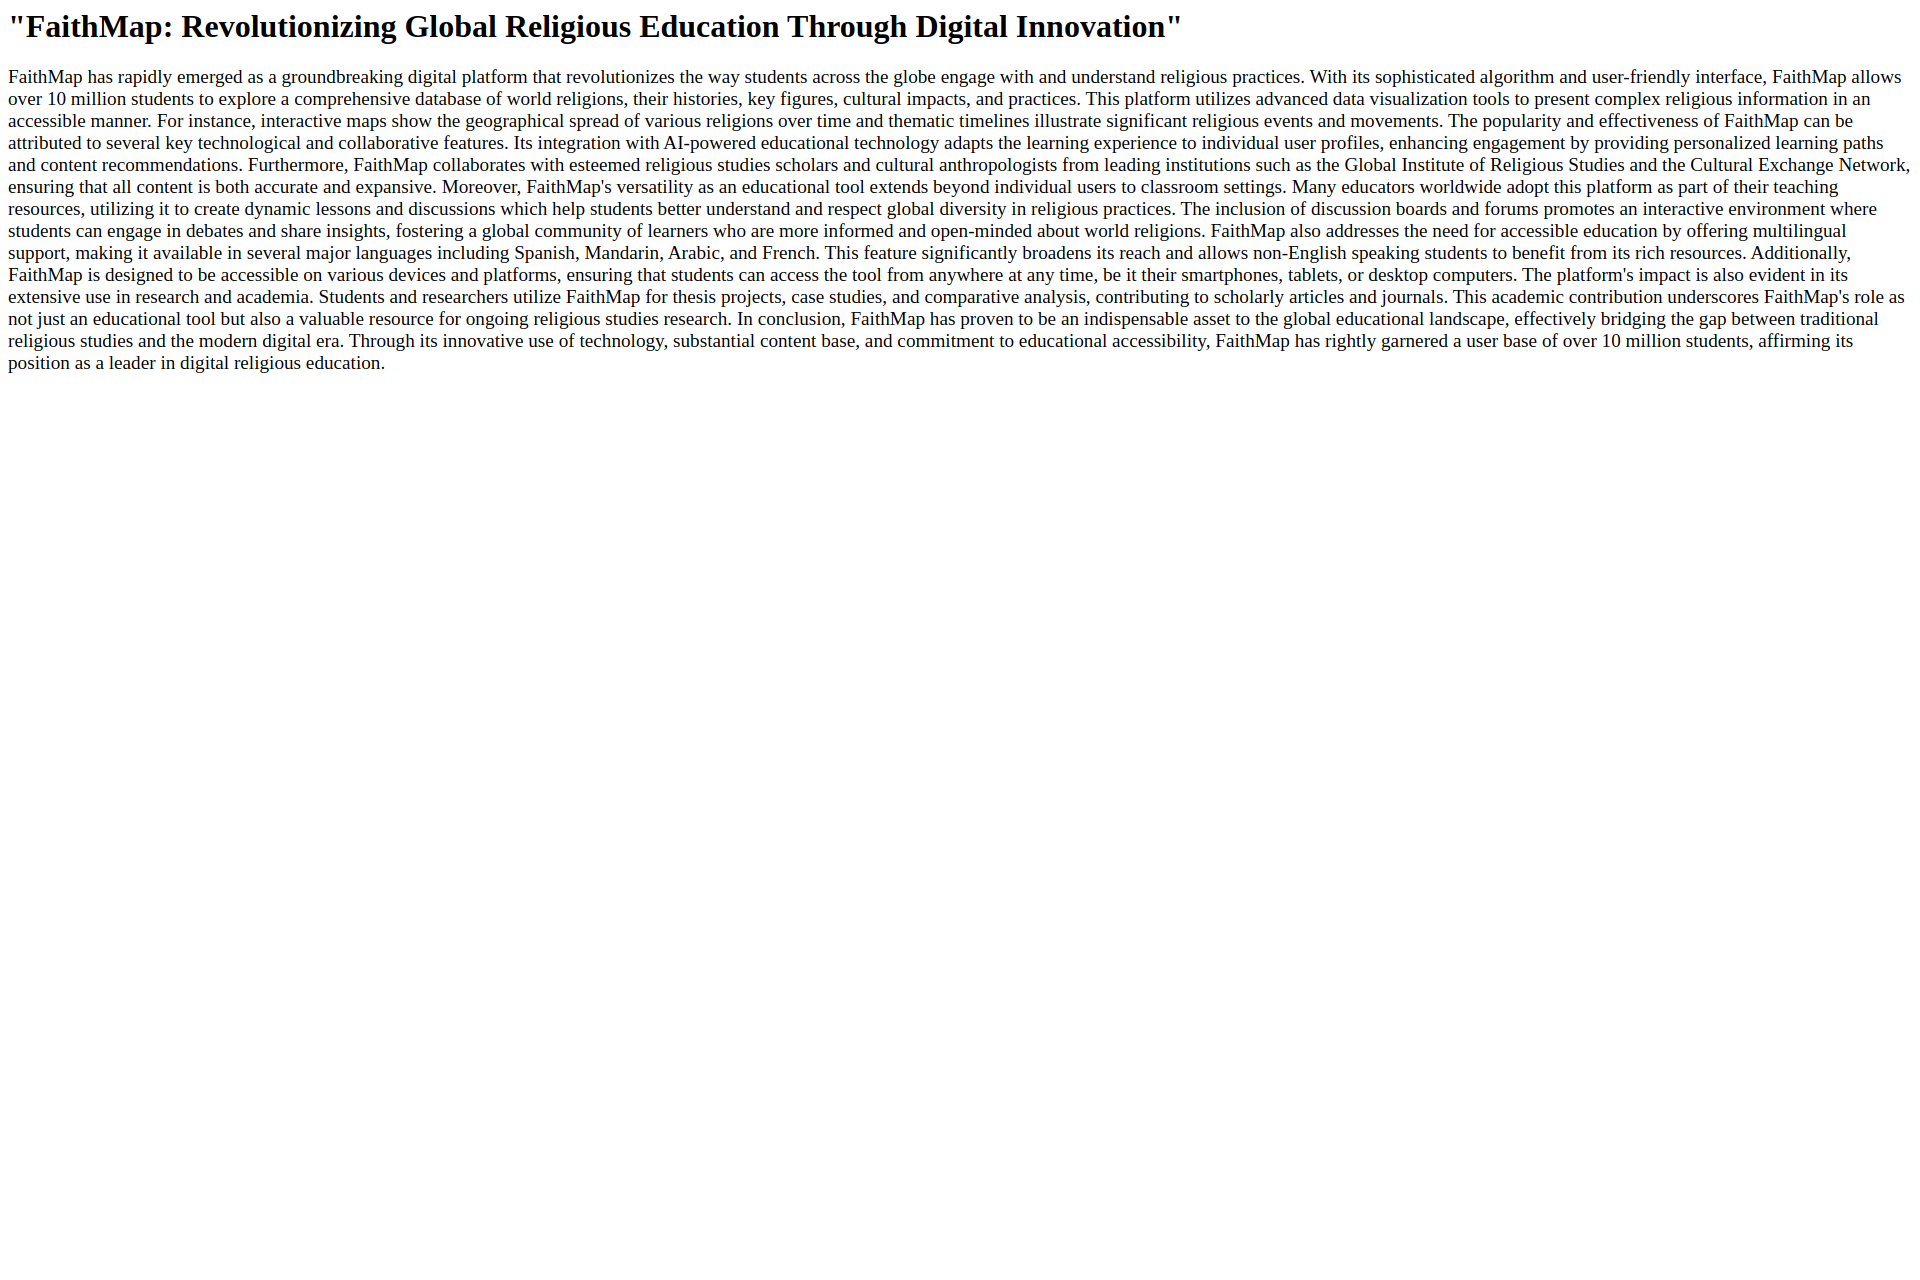 "FaithMap: Revolutionizing Global Religious Education Through Digital Innovation"
FaithMap has rapidly emerged as a groundbreaking digital platform that revolutionizes the way students across the globe engage with and understand religious practices. With its sophisticated algorithm and user-friendly interface, FaithMap allows
over 10 million students to explore a comprehensive database of world religions, their histories, key figures, cultural impacts, and practices. This platform utilizes advanced data visualization tools to present complex religious information in an
accessible manner. For instance, interactive maps show the geographical spread of various religions over time and thematic timelines illustrate significant religious events and movements. The popularity and effectiveness of FaithMap can be
attributed to several key technological and collaborative features. Its integration with AI-powered educational technology adapts the learning experience to individual user profiles, enhancing engagement by providing personalized learning paths
and content recommendations. Furthermore, FaithMap collaborates with esteemed religious studies scholars and cultural anthropologists from leading institutions such as the Global Institute of Religious Studies and the Cultural Exchange Network,
ensuring that all content is both accurate and expansive. Moreover, FaithMap's versatility as an educational tool extends beyond individual users to classroom settings. Many educators worldwide adopt this platform as part of their teaching
resources, utilizing it to create dynamic lessons and discussions which help students better understand and respect global diversity in religious practices. The inclusion of discussion boards and forums promotes an interactive environment where
students can engage in debates and share insights, fostering a global community of learners who are more informed and open-minded about world religions. FaithMap also addresses the need for accessible education by offering multilingual
support, making it available in several major languages including Spanish, Mandarin, Arabic, and French. This feature significantly broadens its reach and allows non-English speaking students to benefit from its rich resources. Additionally,
FaithMap is designed to be accessible on various devices and platforms, ensuring that students can access the tool from anywhere at any time, be it their smartphones, tablets, or desktop computers. The platform's impact is also evident in its
extensive use in research and academia. Students and researchers utilize FaithMap for thesis projects, case studies, and comparative analysis, contributing to scholarly articles and journals. This academic contribution underscores FaithMap's role as
not just an educational tool but also a valuable resource for ongoing religious studies research. In conclusion, FaithMap has proven to be an indispensable asset to the global educational landscape, effectively bridging the gap between traditional
religious studies and the modern digital era. Through its innovative use of technology, substantial content base, and commitment to educational accessibility, FaithMap has rightly garnered a user base of over 10 million students, affirming its
position as a leader in digital religious education.